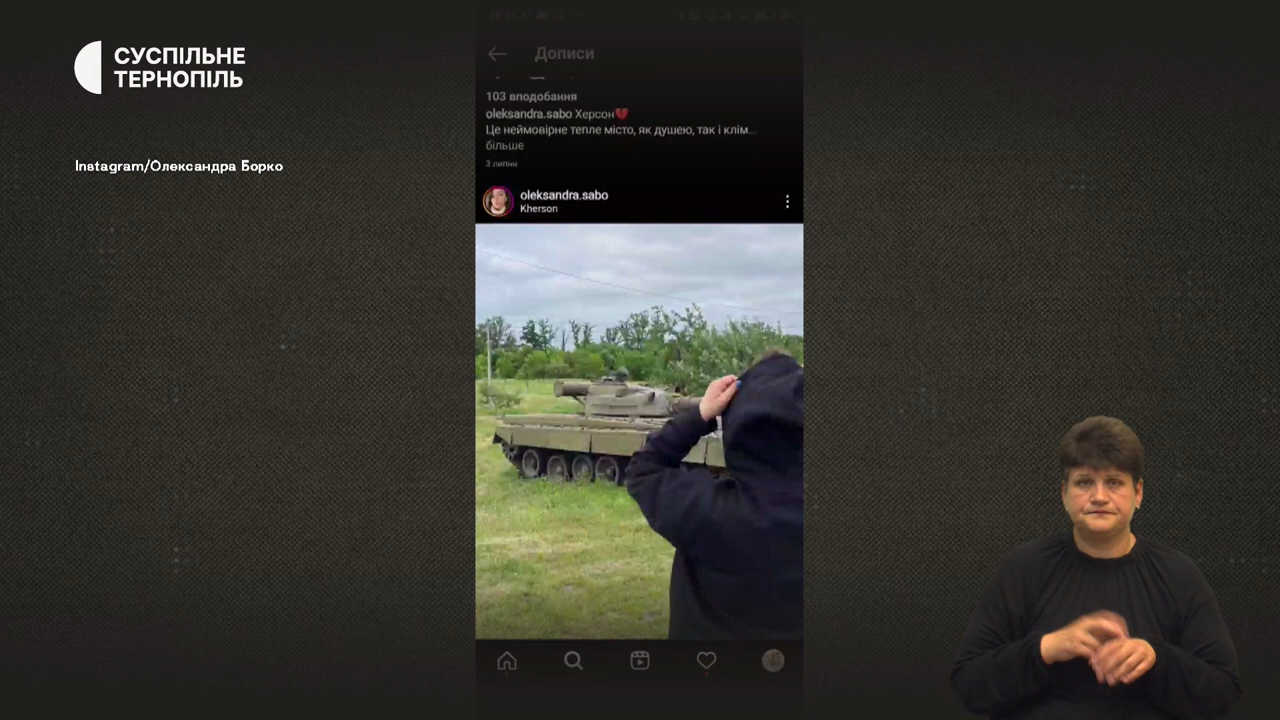 СУСПІЛЬНЕ
ТЕРНОПІЛЬ
Instagram/Олександра Борко
Дописи
103 вподобання
oleksandra.sabo Херсон💔
Це неймовірне тепле місто, як душею, так і клім...
більше
3 липня
oleksandra.sabo
Kherson